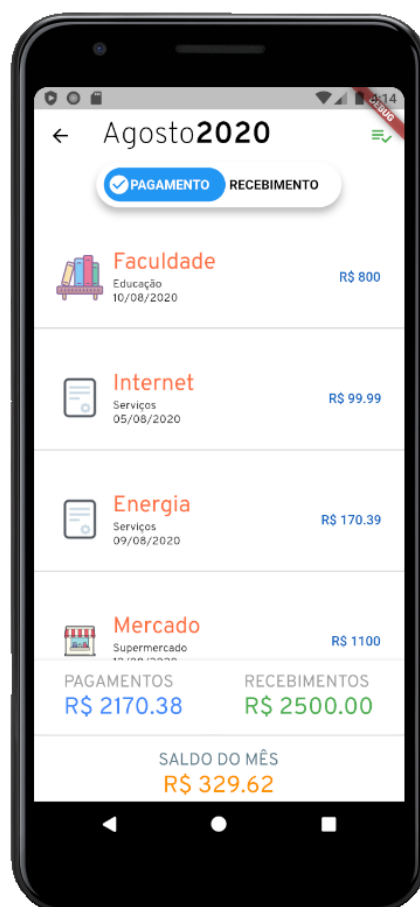 4:14
DEBUG
Agosto2020
PAGAMENTO RECEBIMENTO
Faculdade
Educação
10/08/2020
R$ 800
Internet
Serviços
05/08/2020
R$ 99.99
Energia
Serviços
09/08/2020
R$ 170.39
Mercado
Supermercado
R$ 1100
PAGAMENTOS RECEBIMENTOS
R$ 2170.38 R$ 2500.00
SALDO DO MÊS
R$ 329.62